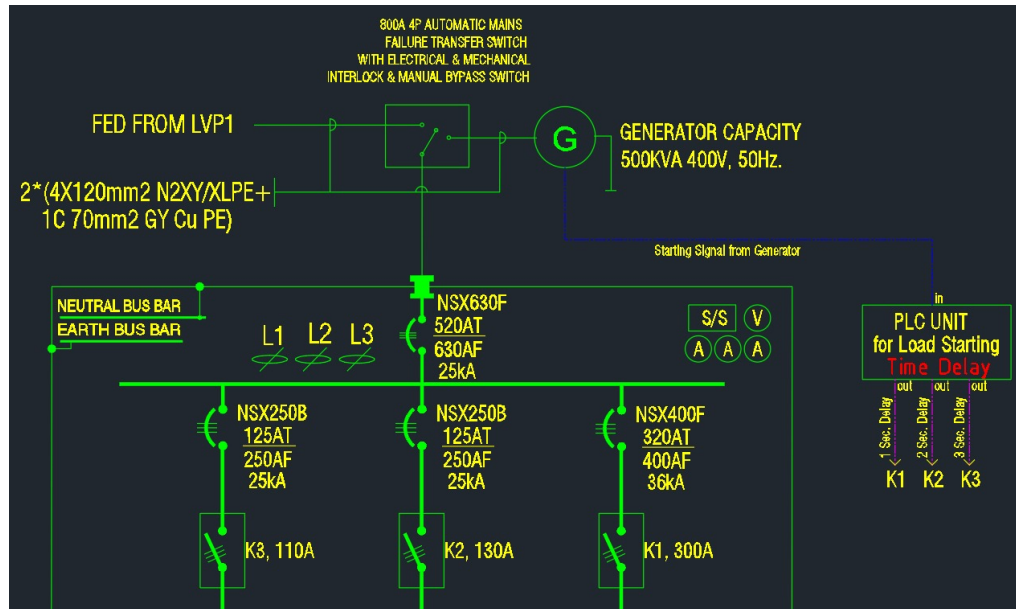 800A 4P AUTOMATIC MAINS
FAILURE TRANSFER SWITCH
WITH ELECTRICAL & MECHANICAL
INTERLOCK & MANUAL BYPASS SWITCH
FED FROM LVP1
G
GENERATOR CAPACITY
500KVA 400V, 50Hz.
2*(4X120mm2 N2XY/XLPE+
1C 70mm2 GY Cu PE)
Starting Signal from Generator
NEUTRAL BUS BAR
EARTH BUS BAR
L1 L2 L3
NSX630F
520AT
630AF
25kA
S/S V
A A A
in
PLC UNIT
for Load Starting
Time Delay
out out out
1 Sec. Delay
2 Sec. Delay
3 Sec. Delay
K1 K2 K3
NSX250B
125AT
250AF
25kA
NSX250B
125AT
250AF
25kA
NSX400F
320AT
400AF
36kA
K3, 110A
K2, 130A
K1, 300A